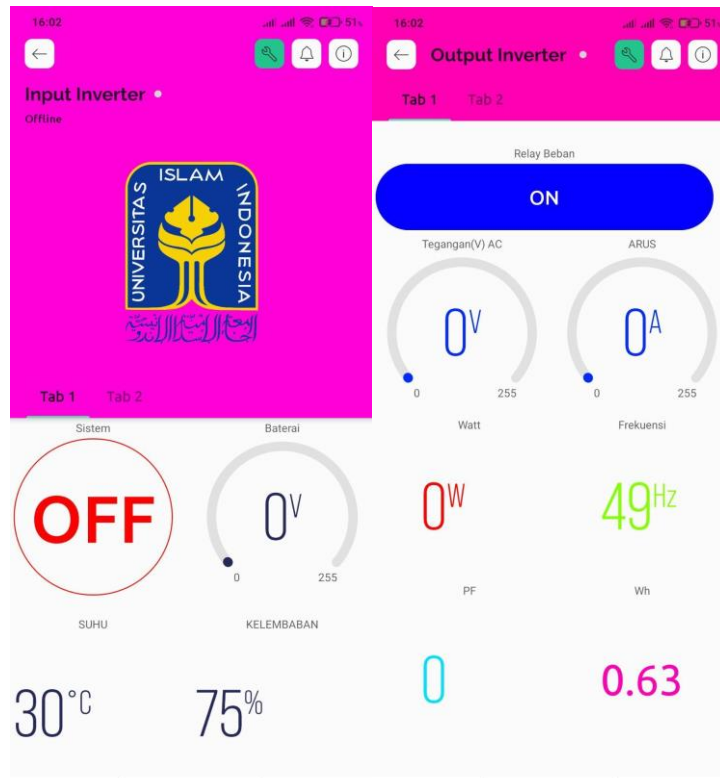 16:02
51
Input Inverter
Offline
UNIVERSITAS ISLAM INDONESIA
Tab 1 Tab 2
Sistem Baterai
OFF
0V
0 255
SUHU KELEMBABAN
30°C 75%
16:02
51
Output Inverter
Tab 1 Tab 2
Relay Beban
ON
Tegangan(V) AC ARUS
0V 0A
0 255 0 255
Watt Frekuensi
0W 49Hz
PF Wh
0 0.63